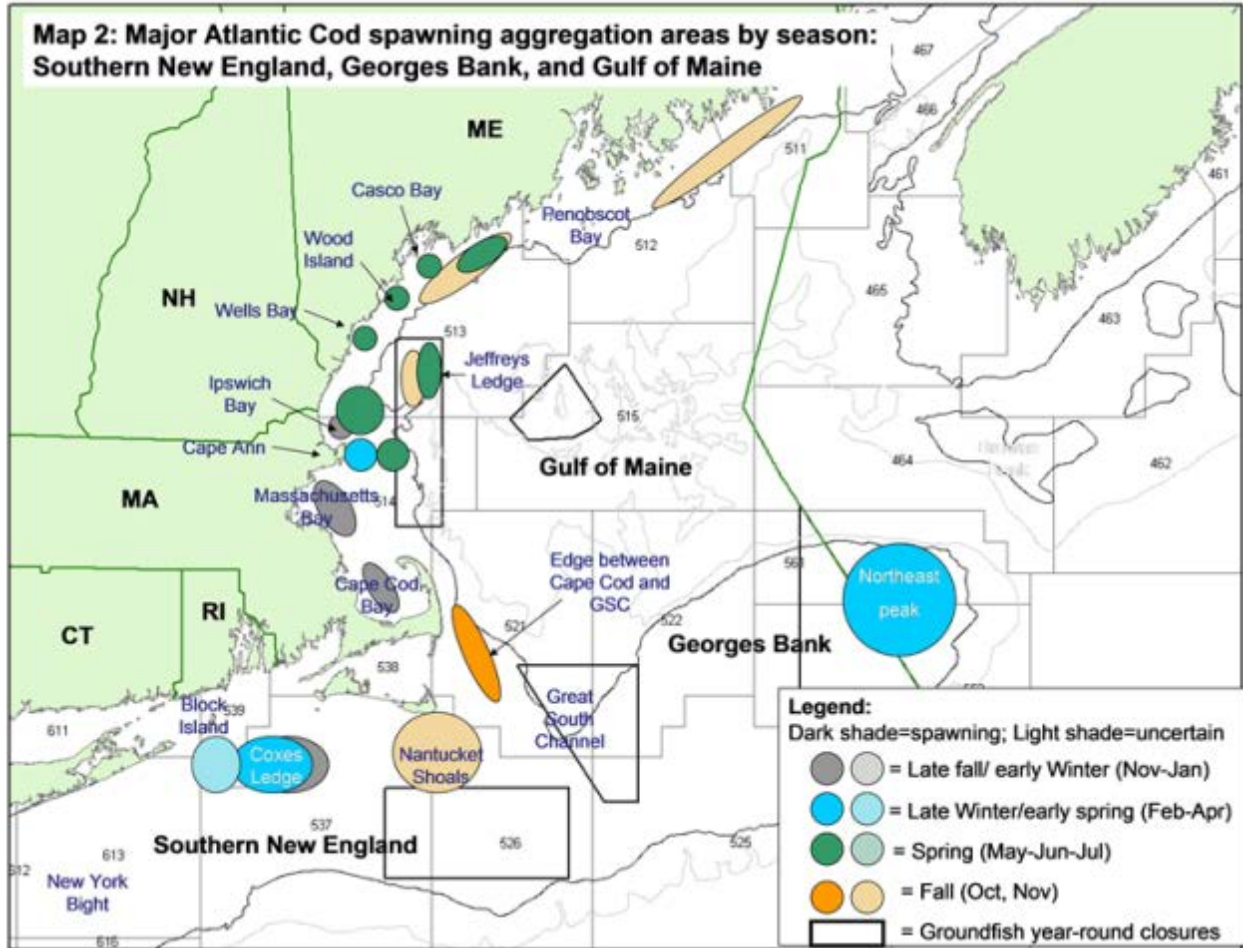 Map 2: Major Atlantic Cod spawning aggregation areas by season:
Southern New England, Georges Bank, and Gulf of Maine
467
466
ME
511
461
Casco Bay
Penobscot
Bay
512
Wood
Island
NH
465
Wells Bay
463
513
Jeffreys
Ledge
Ipswich
Bay
515
Cape Ann
Gulf of Maine
464
462
MA
Massachusetts
Bay
514
Edge between
Cape Cod and
GSC
561
Northeast
peak
Cape Cod
Bay
RI
CT
521
522
Georges Bank
538
Block
Island
539
Great
South
Channel
611
Coxes
Ledge
Nantucket
Shoals
537
Southern New England
526
525
613
New York
Bight
616
Legend:
Dark shade=spawning; Light shade=uncertain
= Late fall/ early Winter (Nov-Jan)
= Late Winter/early spring (Feb-Apr)
= Spring (May-Jun-Jul)
= Fall (Oct, Nov)
= Groundfish year-round closures